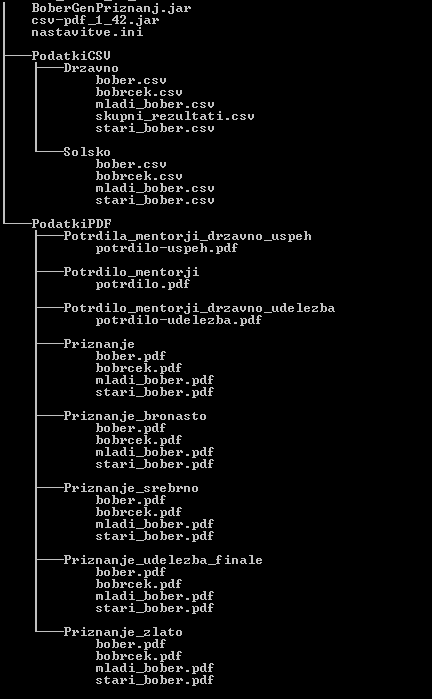 BoberGenPriznanj.jar
csv-pdf_1_42.jar
nastavitve.ini
PodatkiCSV
Drzavno
bober.csv
bobrcek.csv
mladi_bober.csv
skupni_rezultati.csv
stari_bober.csv
Solsko
bober.csv
bobrcek.csv
mladi_bober.csv
stari_bober.csv
PodatkiPDF
Potrdila_mentorji_drzavno_uspeh
potrdilo-uspeh.pdf
Potrdilo_mentorji
potrdilo.pdf
Potrdilo_mentorji_drzavno_udelezba
potrdilo-udelezba.pdf
Priznanje
bober.pdf
bobrcek.pdf
mladi_bober.pdf
stari_bober.pdf
Priznanje_bronasto
bober.pdf
bobrcek.pdf
mladi_bober.pdf
stari_bober.pdf
Priznanje_srebrno
bober.pdf
bobrcek.pdf
mladi_bober.pdf
stari_bober.pdf
Priznanje_udelezba_finale
bober.pdf
bobrcek.pdf
mladi_bober.pdf
stari_bober.pdf
Priznanje_zlato
bober.pdf
bobrcek.pdf
mladi_bober.pdf
stari_bober.pdf